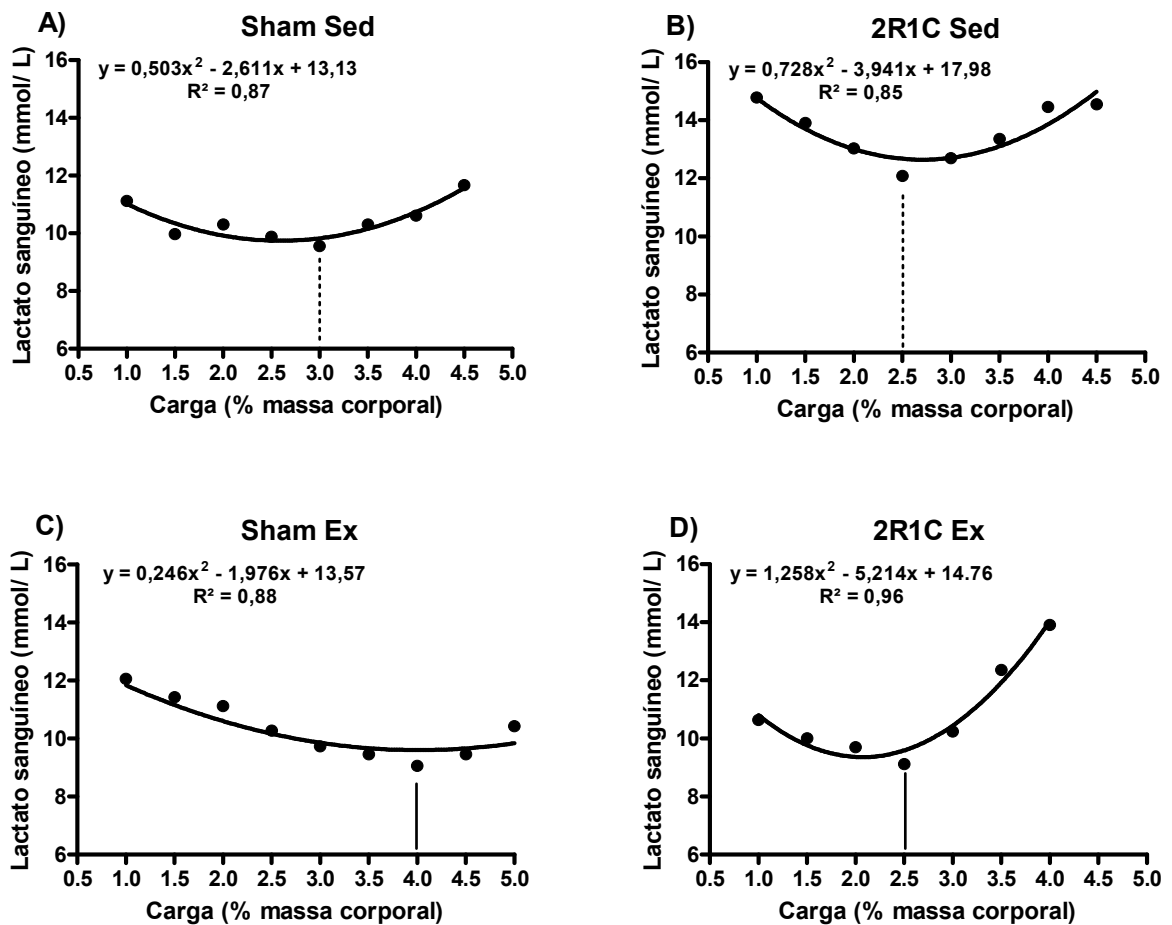 A)
Sham Sed
y = 0,503x² - 2,611x + 13,13
R² = 0,87
Lactato sanguíneo (mmol/ L)
16
14
12
10
8
6
0.5 1.0 1.5 2.0 2.5 3.0 3.5 4.0 4.5 5.0
Carga (% massa corporal)
B)
2R1C Sed
y = 0,728x² - 3,941x + 17,98
R² = 0,85
Lactato sanguíneo (mmol/ L)
16
14
12
10
8
6
0.5 1.0 1.5 2.0 2.5 3.0 3.5 4.0 4.5 5.0
Carga (% massa corporal)
C)
Sham Ex
y = 0,246x² - 1,976x + 13,57
R² = 0,88
Lactato sanguíneo (mmol/ L)
16
14
12
10
8
6
0.5 1.0 1.5 2.0 2.5 3.0 3.5 4.0 4.5 5.0
Carga (% massa corporal)
D)
2R1C Ex
y = 1,258x² - 5,214x + 14.76
R² = 0,96
Lactato sanguíneo (mmol/ L)
16
14
12
10
8
6
0.5 1.0 1.5 2.0 2.5 3.0 3.5 4.0 4.5 5.0
Carga (% massa corporal)